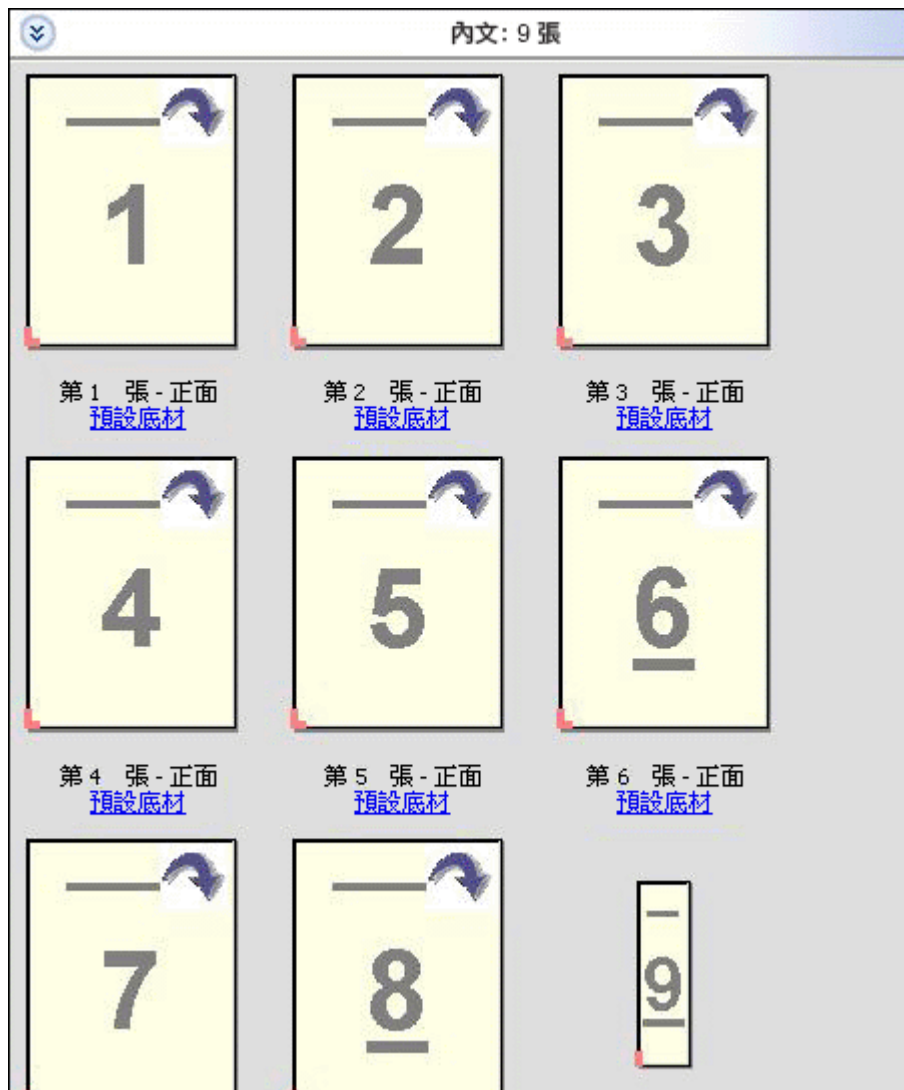 內文: 9 張
1 2 3
第 1 張 - 正面 第 2 張 - 正面 第 3 張 - 正面
預設底材 預設底材 預設底材
4 5 6
第 4 張 - 正面 第 5 張 - 正面 第 6 張 - 正面
預設底材 預設底材 預設底材
7 8 9